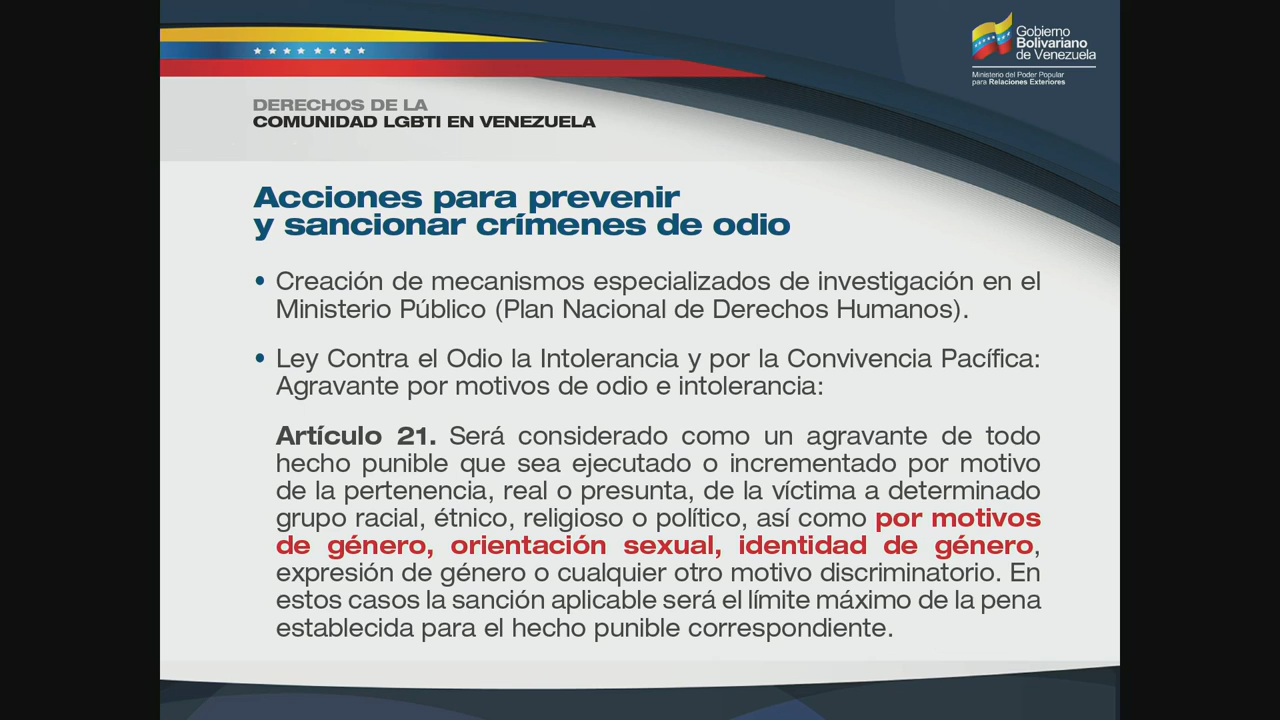 Gobierno
Bolivariano
de Venezuela
Ministerio del Poder Popular
para Relaciones Exteriores
DERECHOS DE LA
COMUNIDAD LGBTI EN VENEZUELA
Acciones para prevenir
y sancionar crímenes de odio
• Creación de mecanismos especializados de investigación en el
Ministerio Público (Plan Nacional de Derechos Humanos).
• Ley Contra el Odio la Intolerancia y por la Convivencia Pacífica:
Agravante por motivos de odio e intolerancia:
Artículo 21. Será considerado como un agravante de todo
hecho punible que sea ejecutado o incrementado por motivo
de la pertenencia, real o presunta, de la víctima a determinado
grupo racial, étnico, religioso o político, así como por motivos
de género, orientación sexual, identidad de género,
expresión de género o cualquier otro motivo discriminatorio. En
estos casos la sanción aplicable será el límite máximo de la pena
establecida para el hecho punible correspondiente.